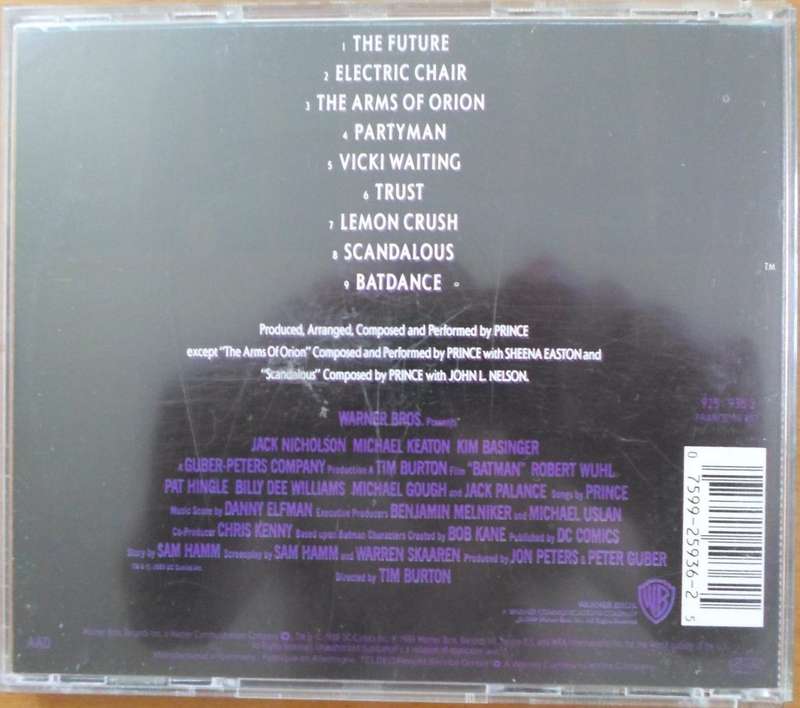 1 THE FUTURE
2 ELECTRIC CHAIR
3 THE ARMS OF ORION
4 PARTYMAN
5 VICKI WAITING
6 TRUST
7 LEMON CRUSH
8 SCANDALOUS
9 BATDANCE
TM
Produced, Arranged, Composed and Performed by PRINCE
except "The Arms Of Orion" Composed and Performed by PRINCE with SHEENA EASTON and
"Scandalous" Composed by PRINCE with JOHN L. NELSON.
WARNER BROS. Presents
JACK NICHOLSON MICHAEL KEATON KIM BASINGER
A GUBER-PETERS COMPANY Production A TIM BURTON Film "BATMAN" ROBERT WUHL
PAT HINGLE BILLY DEE WILLIAMS MICHAEL GOUGH and JACK PALANCE Songs by PRINCE
Music Score by DANNY ELFMAN Executive Producers BENJAMIN MELNIKER and MICHAEL USLAN
Co-Producer CHRIS KENNY Based upon Batman Characters Created by BOB KANE Published by DC COMICS
Story by SAM HAMM Screenplay by SAM HAMM and WARREN SKAAREN Produced by JON PETERS & PETER GUBER
Directed by TIM BURTON
0 7599-25936-2 5
WB
AAD